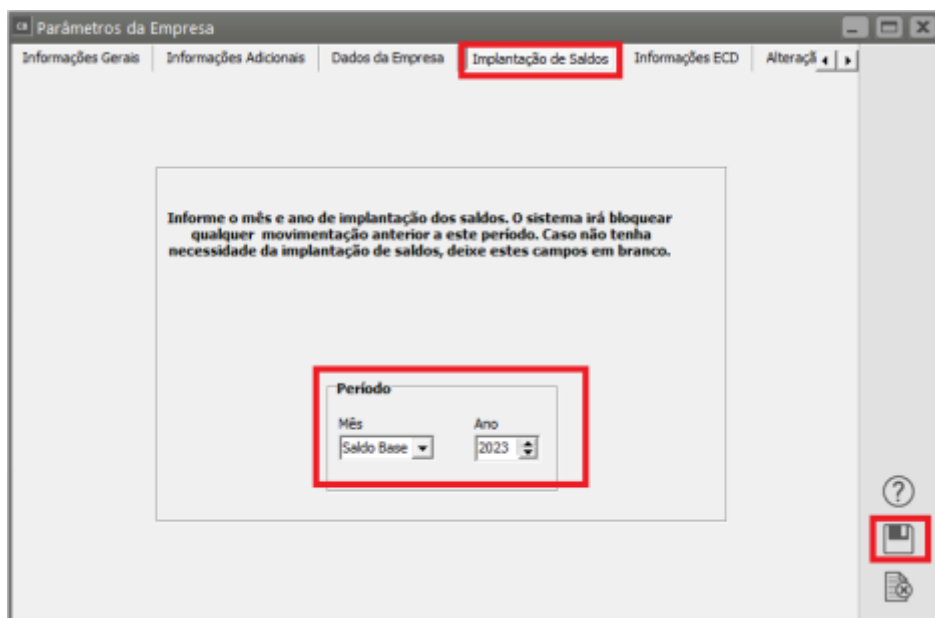 Parâmetros da Empresa
Informações Gerais
Informações Adicionais
Dados da Empresa
Implantação de Saldos
Informações ECD
Alteraçã
Informe o mês e ano de implantação dos saldos. O sistema irá bloquear
qualquer movimentação anterior a este período. Caso não tenha
necessidade da implantação de saldos, deixe estes campos em branco.
Período
Mês
Ano
Saldo Base
2023